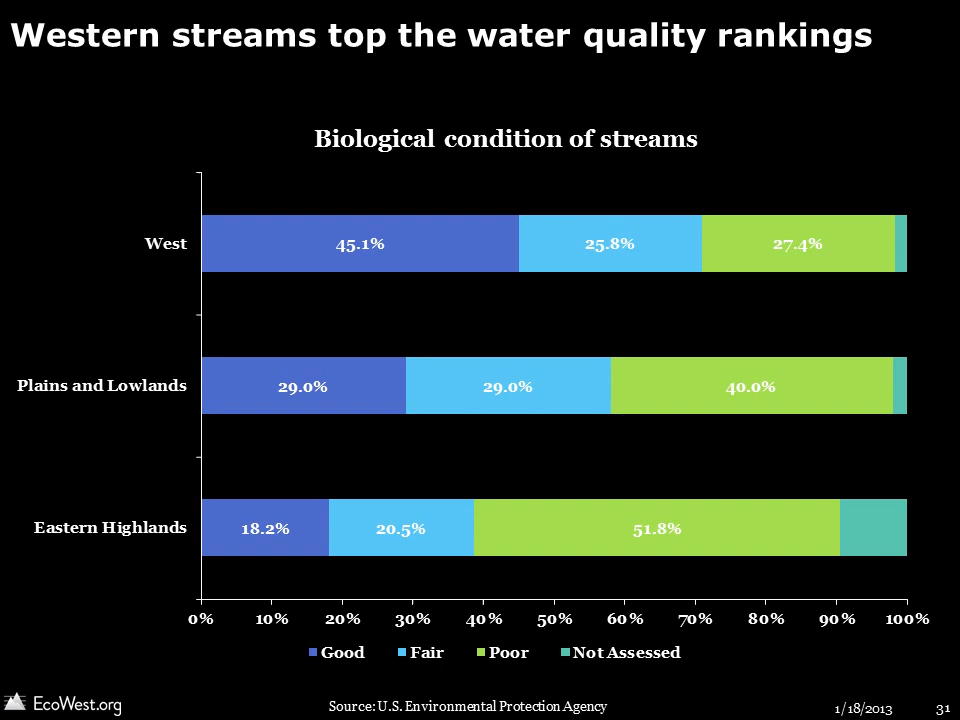 Western streams top the water quality rankings
Biological condition of streams
West
45.1% 25.8% 27.4%
Plains and Lowlands
29.0% 29.0% 40.0%
Eastern Highlands
18.2% 20.5% 51.8%
0% 10% 20% 30% 40% 50% 60% 70% 80% 90% 100%
Good Fair Poor Not Assessed
EcoWest.org
Source: U.S. Environmental Protection Agency
1/18/2013
31